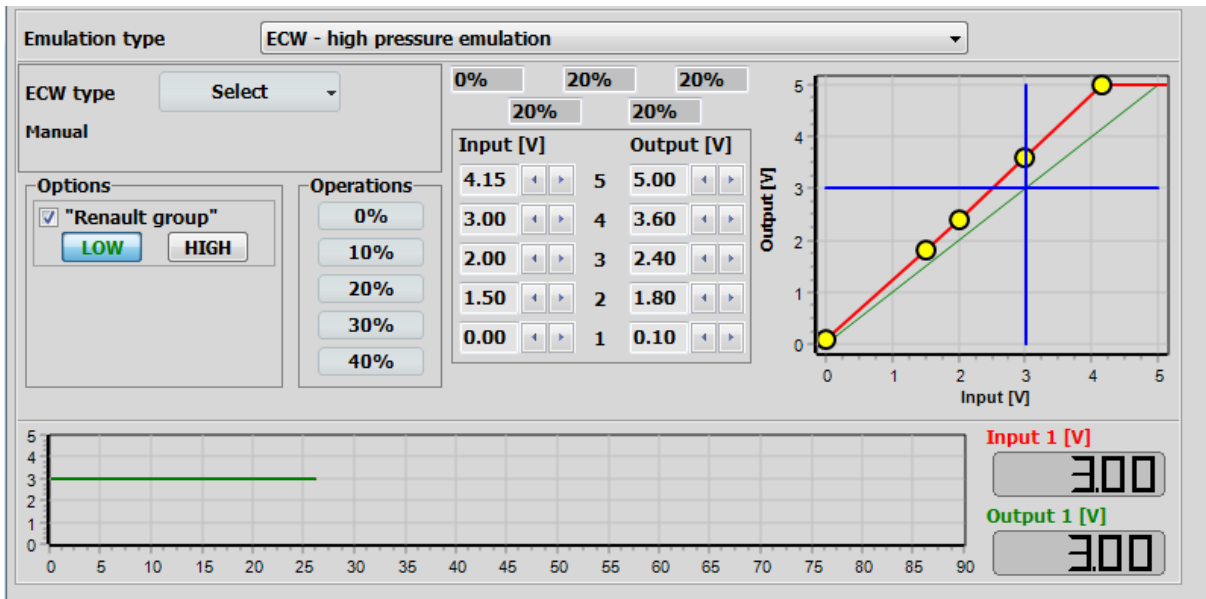 Emulation type ECW - high pressure emulation
ECW type Select
Manual
0% 20% 20%
20% 20%
Options
"Renault group"
LOW HIGH
Operations
0%
10%
20%
30%
40%
Input [V] Output [V]
4.15 5 5.00
3.00 4 3.60
2.00 3 2.40
1.50 2 1.80
0.00 1 0.10
Output [V]
5
4
3
2
1
0
0 1 2 3 4 5
Input [V]
5
4
3
2
1
0
0 5 10 15 20 25 30 35 40 45 50 55 60 65 70 75 80 85 90
Input 1 [V]
3.00
Output 1 [V]
3.00